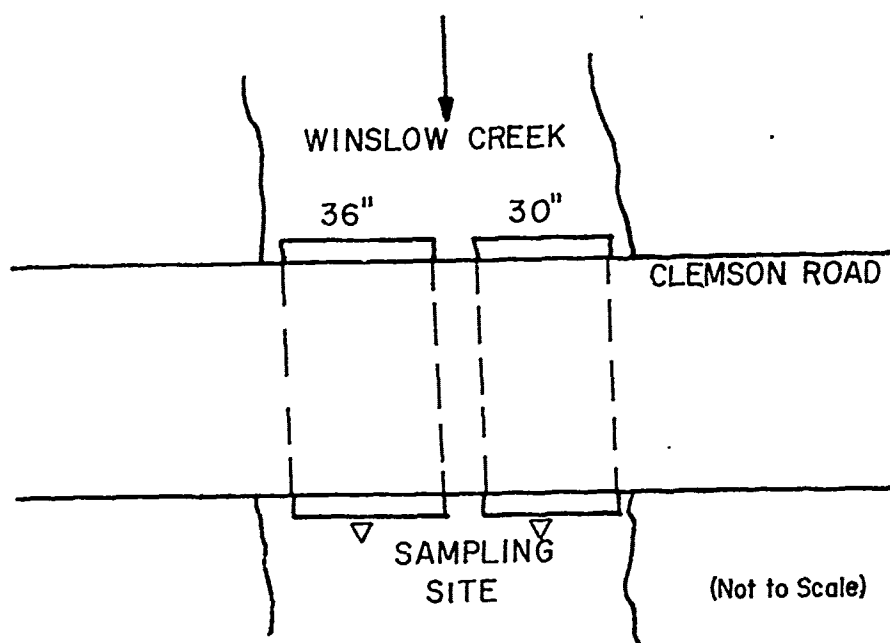 WINSLOW CREEK
36" 30"
CLEMSON ROAD
SAMPLING
SITE
(Not to Scale)